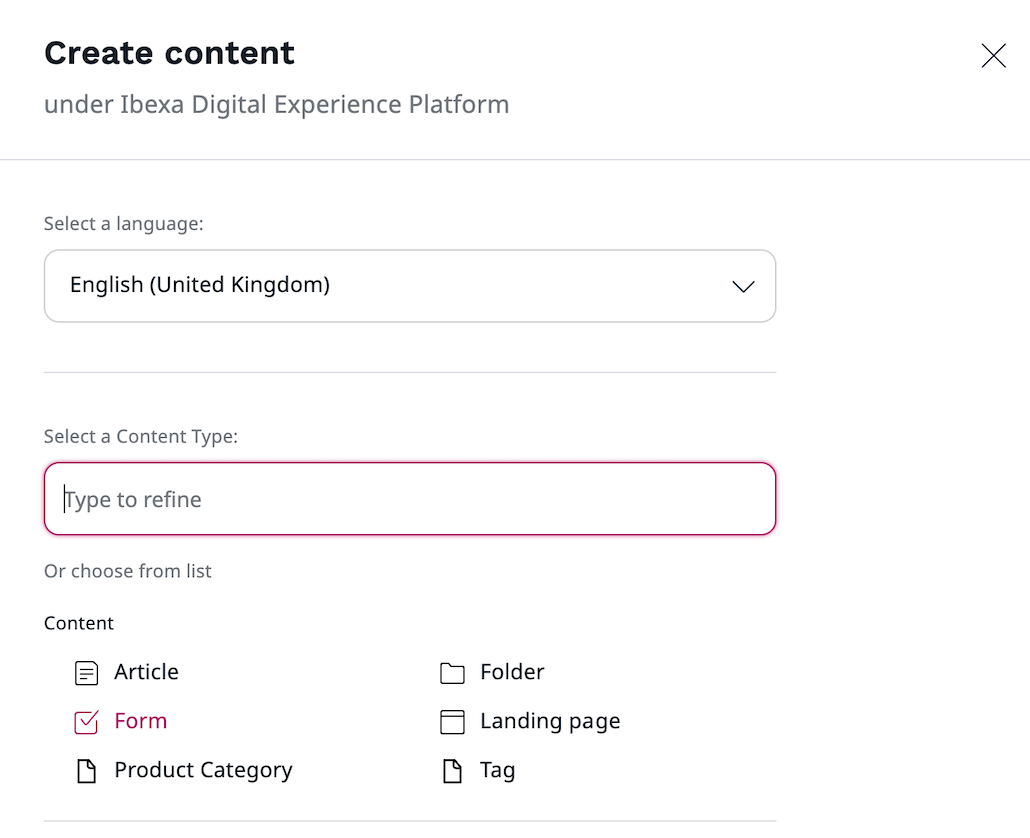 Create content
under Ibexa Digital Experience Platform
Select a language:
English (United Kingdom)
Select a Content Type:
Type to refine
Or choose from list
Content
Article
Folder
Form
Landing page
Product Category
Tag